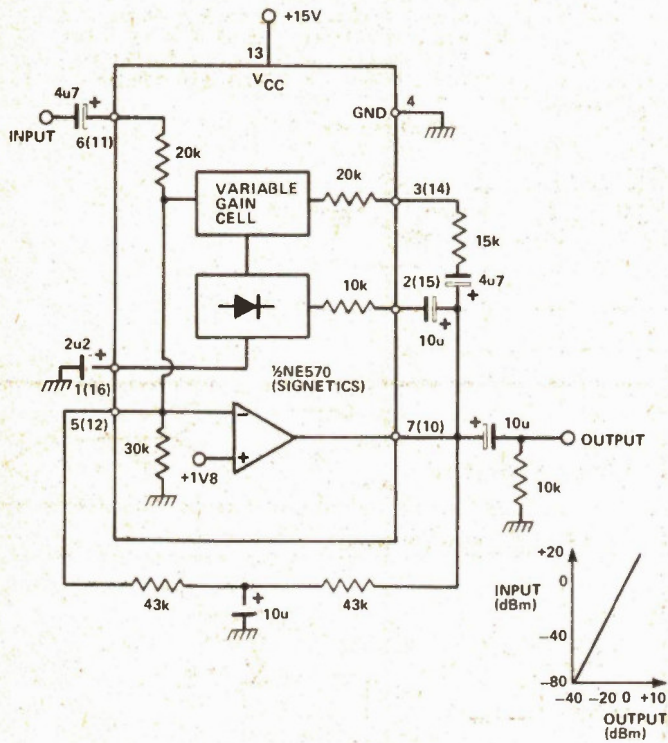 +15V
13
VCC
4u7
+
INPUT
6(11)
GND
4
20k
VARIABLE
GAIN
CELL
20k
3(14)
15k
4u7
+
10k
2(15)
+
10u
2u2
+
1(16)
½NE570
(SIGNETICS)
5(12)
−
+
30k
+1V8
7(10)
+
10u
OUTPUT
10k
43k
+
10u
43k
+20
0
−40
−80
INPUT
(dBm)
−40 −20 0 +10
OUTPUT
(dBm)